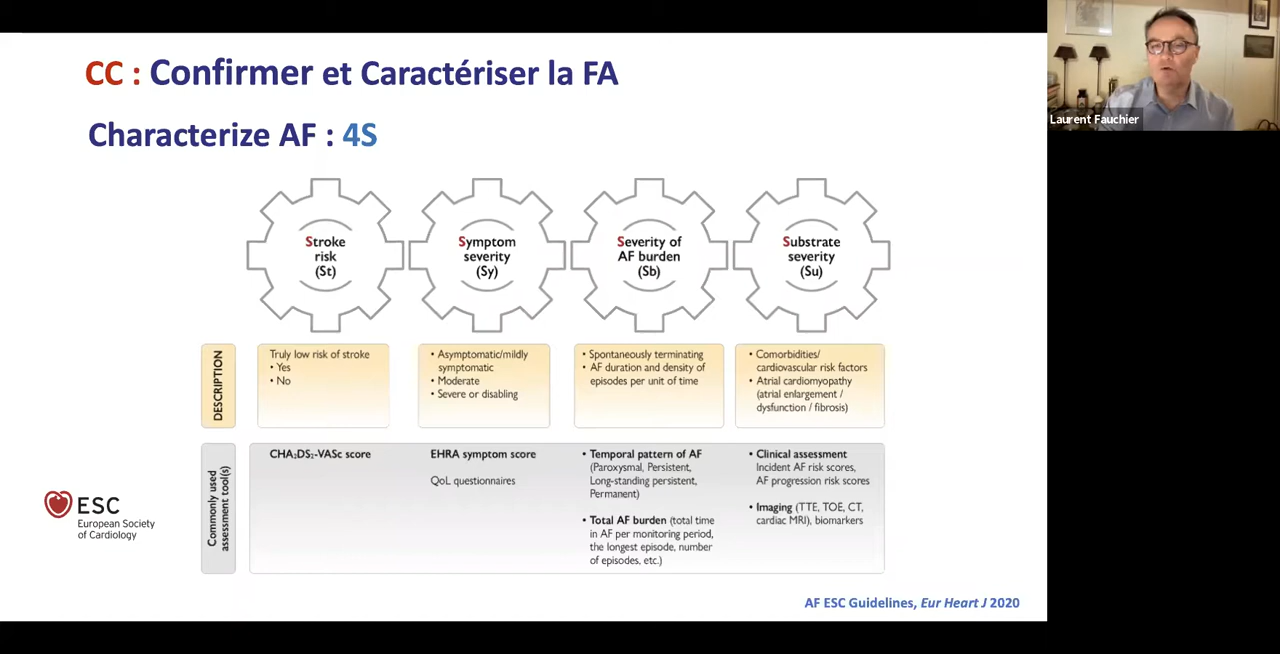 CC : Confirmer et Caractériser la FA
Characterize AF : 4S
Laurent Fauchier
Stroke
risk
(St)
Symptom
severity
(Sy)
Severity of
AF burden
(Sb)
Substrate
severity
(Su)
DESCRIPTION
Truly low risk of stroke
• Yes
• No
• Asymptomatic/mildly
symptomatic
• Moderate
• Severe or disabling
• Spontaneously terminating
• AF duration and density of
episodes per unit of time
• Comorbidities/
cardiovascular risk factors
• Atrial cardiomyopathy
(atrial enlargement /
dysfunction / fibrosis)
Commonly used
assessment tool(s)
CHA₂DS₂-VASc score
EHRA symptom score
QoL questionnaires
• Temporal pattern of AF
(Paroxysmal, Persistent,
Long-standing persistent,
Permanent)
• Total AF burden (total time
in AF per monitoring period,
the longest episode, number
of episodes, etc.)
• Clinical assessment
Incident AF risk scores,
AF progression risk scores
• Imaging (TTE, TOE, CT,
cardiac MRI), biomarkers
ESC
European Society
of Cardiology
AF ESC Guidelines, Eur Heart J 2020